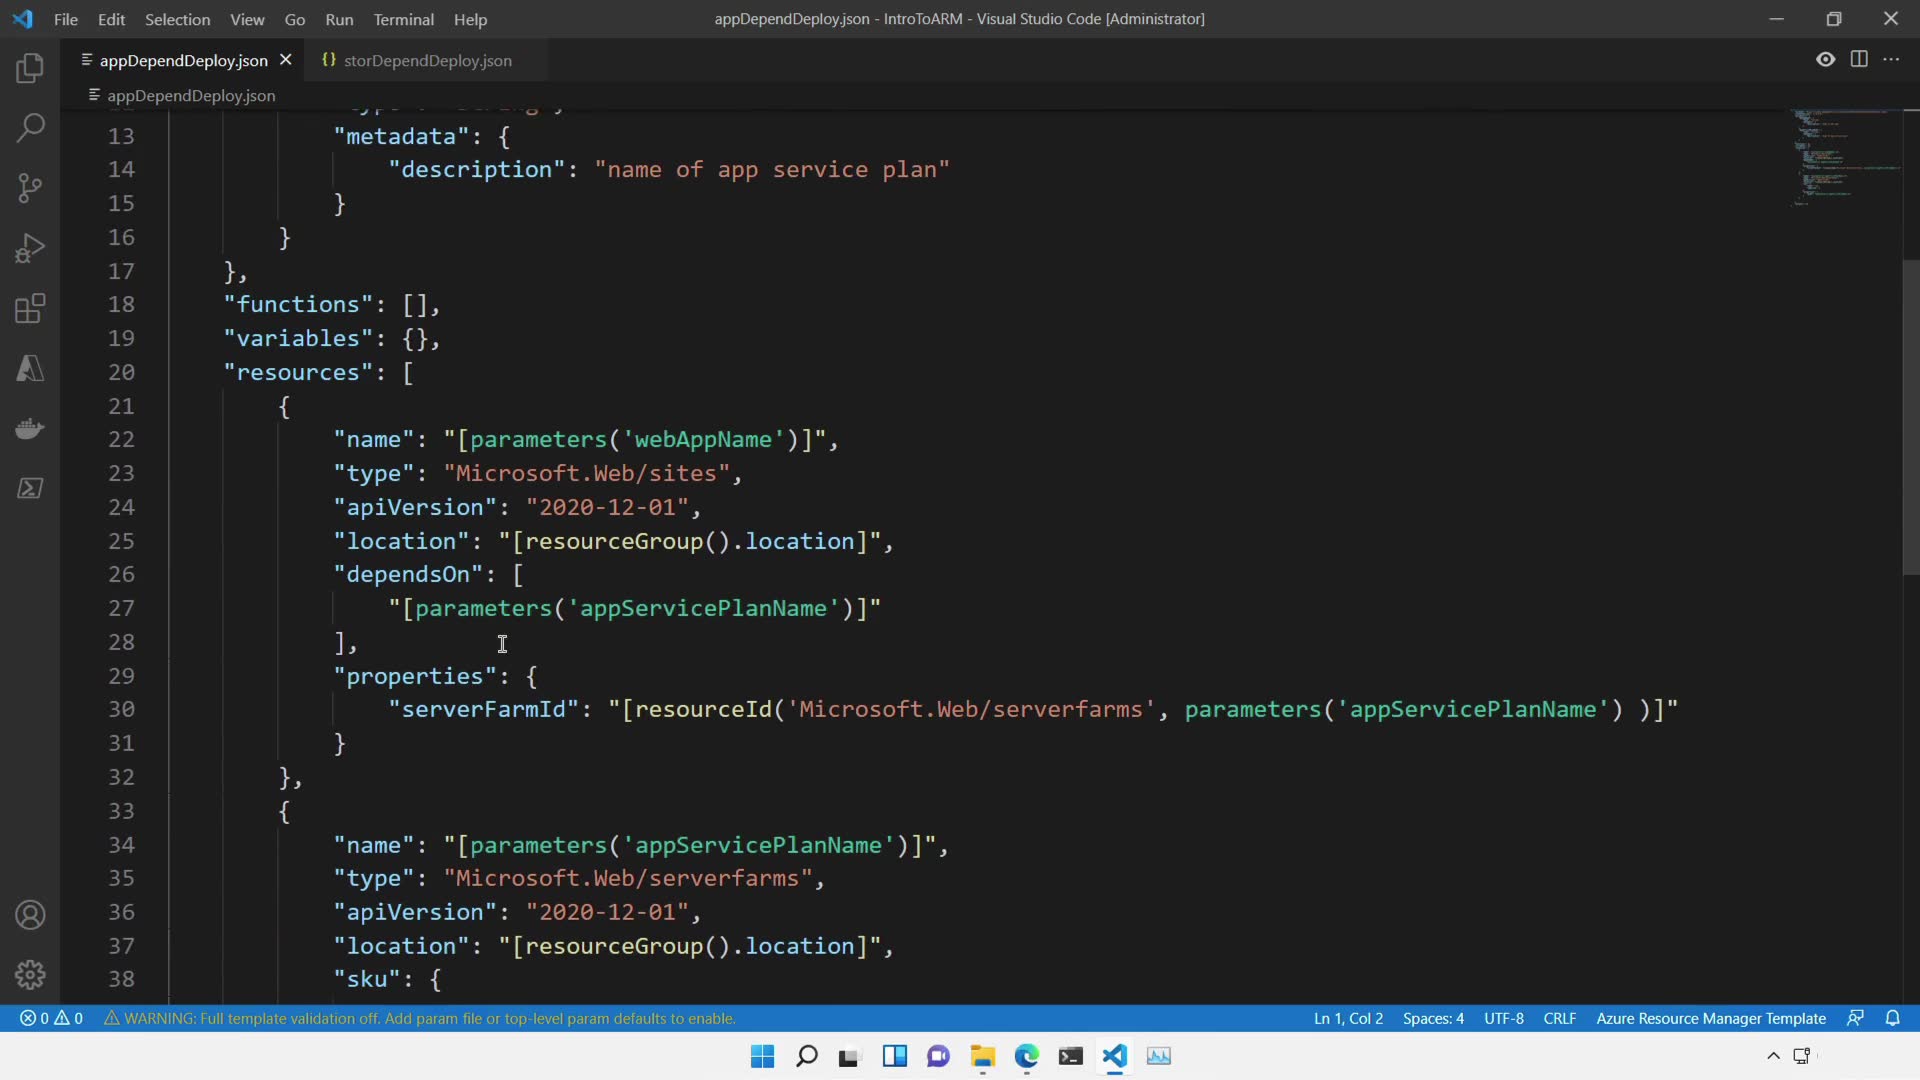 File Edit Selection View Go Run Terminal Help
appDependDeploy.json - IntroToARM - Visual Studio Code [Administrator]
appDependDeploy.json
{} storDependDeploy.json
appDependDeploy.json
13 "metadata": {
14 "description": "name of app service plan"
15 }
16 }
17 },
18 "functions": [],
19 "variables": {},
20 "resources": [
21 {
22 "name": "[parameters('webAppName')]",
23 "type": "Microsoft.Web/sites",
24 "apiVersion": "2020-12-01",
25 "location": "[resourceGroup().location]",
26 "dependsOn": [
27 "[parameters('appServicePlanName')]"
28 ],
29 "properties": {
30 "serverFarmId": "[resourceId('Microsoft.Web/serverfarms', parameters('appServicePlanName') )]"
31 }
32 },
33 {
34 "name": "[parameters('appServicePlanName')]",
35 "type": "Microsoft.Web/serverfarms",
36 "apiVersion": "2020-12-01",
37 "location": "[resourceGroup().location]",
38 "sku": {
0 0 WARNING: Full template validation off. Add param file or top-level param defaults to enable.
Ln 1, Col 2 Spaces: 4 UTF-8 CRLF Azure Resource Manager Template